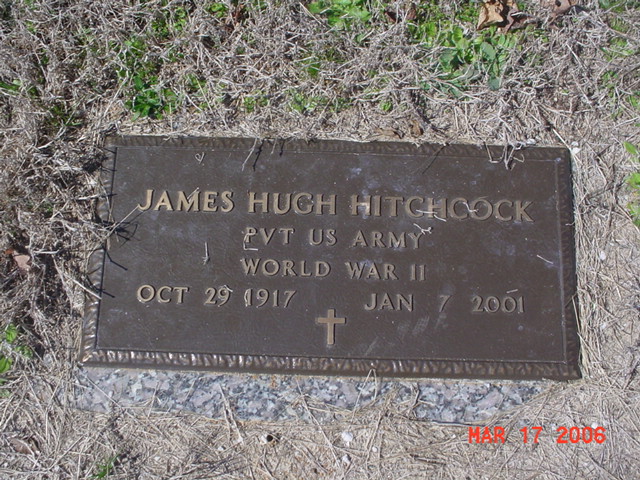 JAMES HUGH HITCHCOCK
PVT US ARMY
WORLD WAR II
OCT 29 1917 JAN 7 2001
MAR 17 2006